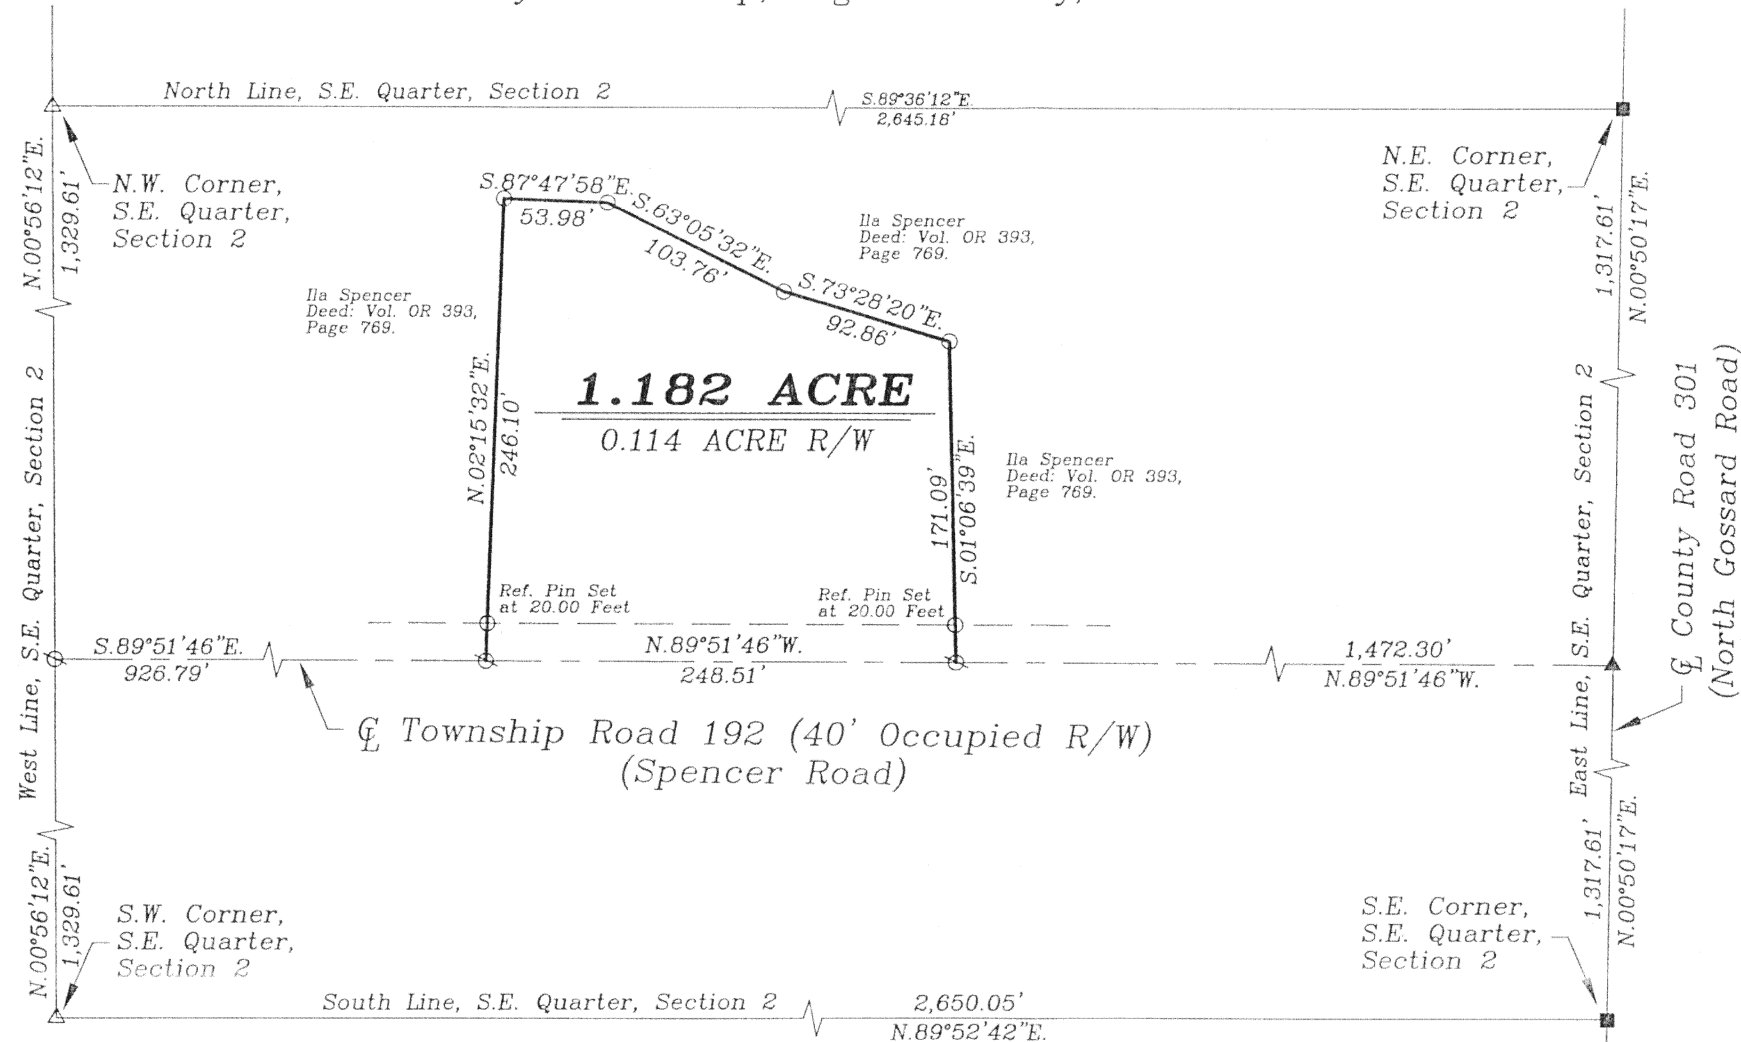 North Line, S.E. Quarter, Section 2
S.89°36'12"E.
2,645.18'
N.00°56'12"E.
1,329.61'
N.W. Corner,
S.E. Quarter,
Section 2
N.E. Corner,
S.E. Quarter,
Section 2
1,317.61'
N.00°50'17"E.
S.87°47'58"E.
53.98'
S.63°05'32"E.
103.76'
S.73°28'20"E.
92.86'
Ila Spencer
Deed: Vol. OR 393,
Page 769.
Ila Spencer
Deed: Vol. OR 393,
Page 769.
1.182 ACRE
0.114 ACRE R/W
N.02°15'32"E.
246.10'
171.09'
S.01°06'39"E.
Ila Spencer
Deed: Vol. OR 393,
Page 769.
West Line, S.E. Quarter, Section 2
East Line, S.E. Quarter, Section 2
℄ County Road 301
(North Gossard Road)
Ref. Pin Set
at 20.00 Feet
Ref. Pin Set
at 20.00 Feet
S.89°51'46"E.
926.79'
N.89°51'46"W.
248.51'
1,472.30'
N.89°51'46"W.
℄ Township Road 192 (40' Occupied R/W)
(Spencer Road)
N.00°56'12"E.
1,329.61'
S.W. Corner,
S.E. Quarter,
Section 2
S.E. Corner,
S.E. Quarter,
Section 2
1,317.61'
N.00°50'17"E.
South Line, S.E. Quarter, Section 2
2,650.05'
N.89°52'42"E.